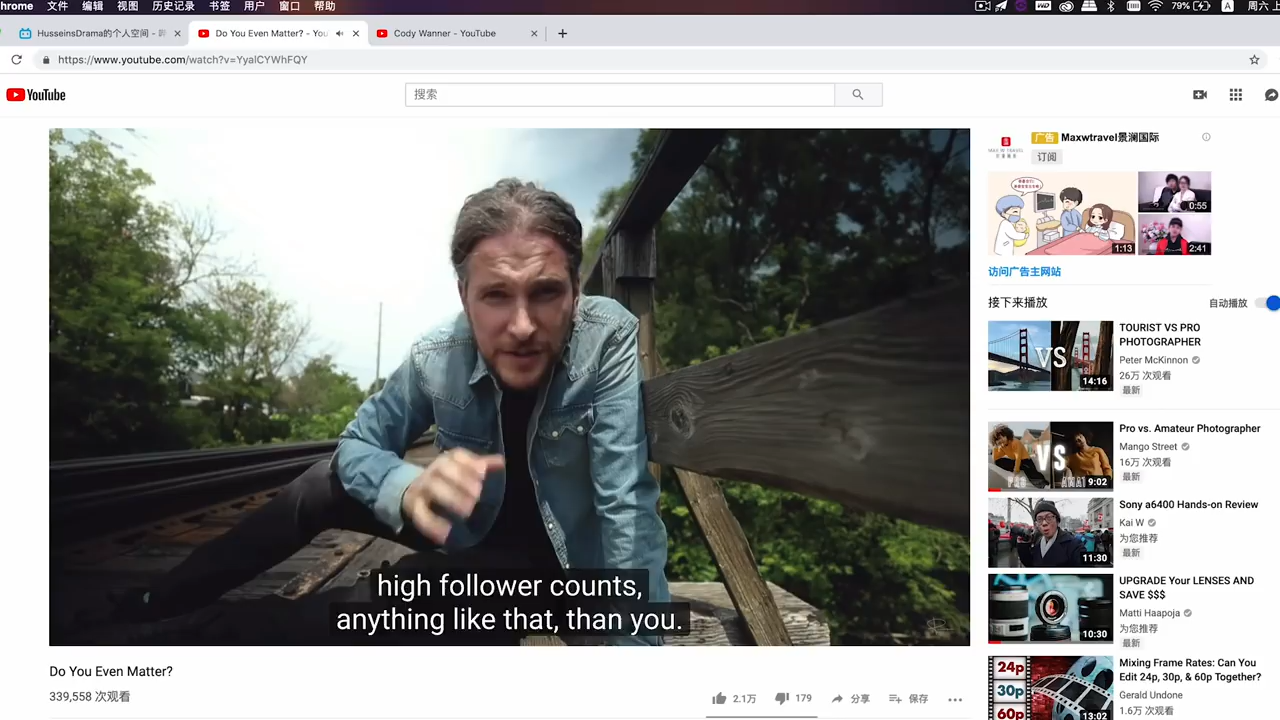 hrome 文件 编辑 视图 历史记录 书签 用户 窗口 帮助 79% A 周六 上
HusseinsDrama的个人空间 - Do You Even Matter? - You Cody Wanner - YouTube
https://www.youtube.com/watch?v=YyalCYWhFQY
YouTube
搜索
广告 Maxwtravel景澜国际
订阅
0:55
1:13
2:41
访问广告主网站
接下来播放 自动播放
TOURIST VS PRO
PHOTOGRAPHER
Peter McKinnon
26万 次观看
最新
VS
14:16
Pro vs. Amateur Photographer
Mango Street
16万 次观看
最新
VS
9:02
Sony a6400 Hands-on Review
Kai W
为您推荐
最新
11:30
UPGRADE Your LENSES AND
SAVE $$$
Matti Haapoja
为您推荐
最新
10:30
Mixing Frame Rates: Can You
Edit 24p, 30p, & 60p Together?
Gerald Undone
1.6万 次观看
24p
30p
60p
13:02
high follower counts,
anything like that, than you.
Do You Even Matter?
339,558 次观看
2.1万 179 分享 保存